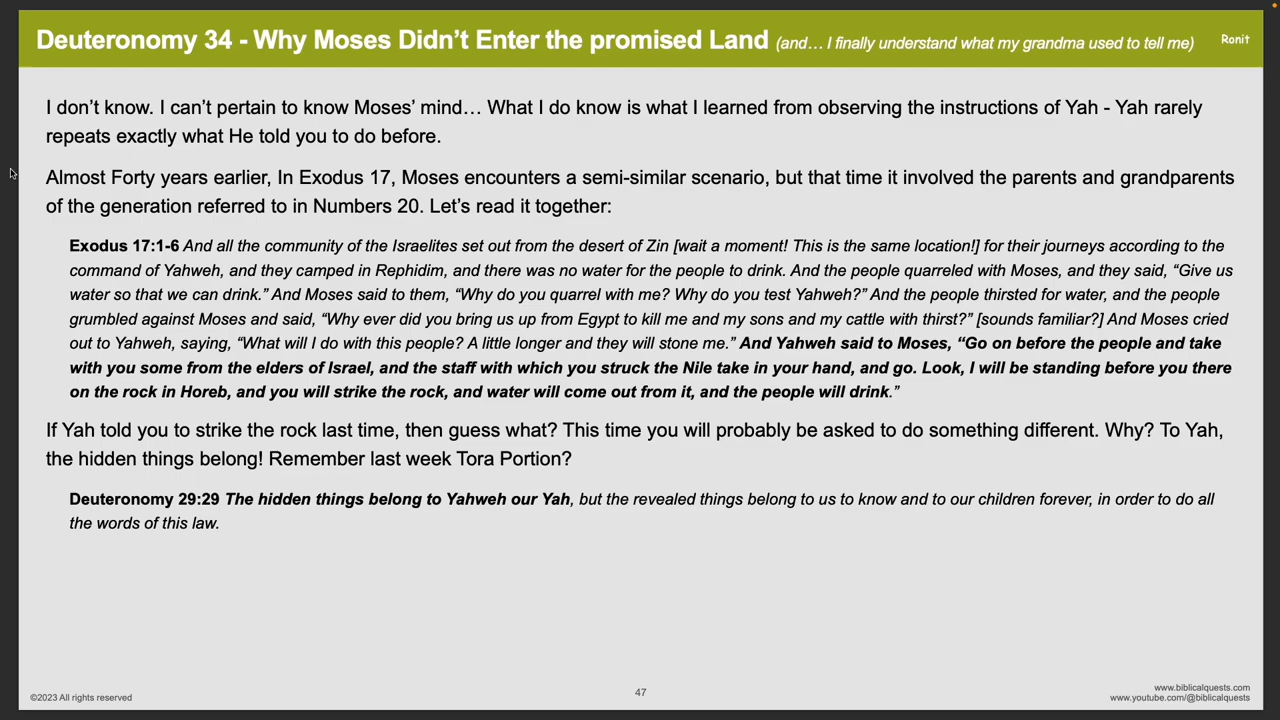 Deuteronomy 34 - Why Moses Didn’t Enter the promised Land (and… I finally understand what my grandma used to tell me)
Ronit
I don’t know. I can’t pertain to know Moses’ mind… What I do know is what I learned from observing the instructions of Yah - Yah rarely
repeats exactly what He told you to do before.
Almost Forty years earlier, In Exodus 17, Moses encounters a semi-similar scenario, but that time it involved the parents and grandparents
of the generation referred to in Numbers 20. Let’s read it together:
Exodus 17:1-6 And all the community of the Israelites set out from the desert of Zin [wait a moment! This is the same location!] for their journeys according to the
command of Yahweh, and they camped in Rephidim, and there was no water for the people to drink. And the people quarreled with Moses, and they said, “Give us
water so that we can drink.” And Moses said to them, “Why do you quarrel with me? Why do you test Yahweh?” And the people thirsted for water, and the people
grumbled against Moses and said, “Why ever did you bring us up from Egypt to kill me and my sons and my cattle with thirst?” [sounds familiar?] And Moses cried
out to Yahweh, saying, “What will I do with this people? A little longer and they will stone me.” And Yahweh said to Moses, “Go on before the people and take
with you some from the elders of Israel, and the staff with which you struck the Nile take in your hand, and go. Look, I will be standing before you there
on the rock in Horeb, and you will strike the rock, and water will come out from it, and the people will drink.”
If Yah told you to strike the rock last time, then guess what? This time you will probably be asked to do something different. Why? To Yah,
the hidden things belong! Remember last week Tora Portion?
Deuteronomy 29:29 The hidden things belong to Yahweh our Yah, but the revealed things belong to us to know and to our children forever, in order to do all
the words of this law.
©2023 All rights reserved
47
www.biblicalquests.com
www.youtube.com/@biblicalquests